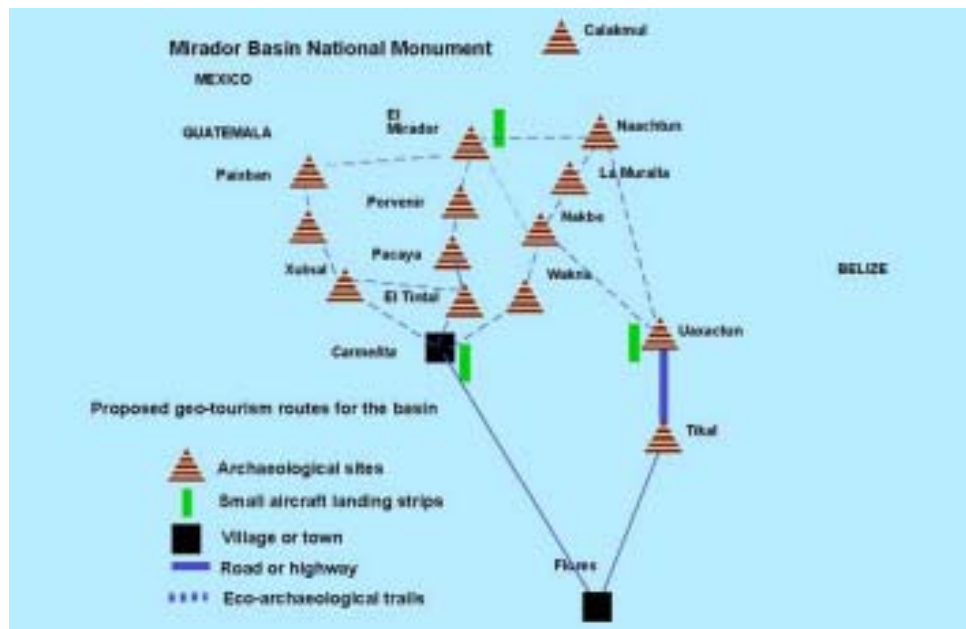 Calakmul
Mirador Basin National Monument
MEXICO
El
Mirador
Naachtun
GUATEMALA
Paixban
La Muralla
Porvenir
Nakbe
Pacaya
Xulnal
Wakna
BELIZE
El Tintal
Uaxactun
Carmelita
Proposed geo-tourism routes for the basin
Tikal
Archaeological sites
Small aircraft landing strips
Village or town
Flores
Road or highway
Eco-archaeological trails